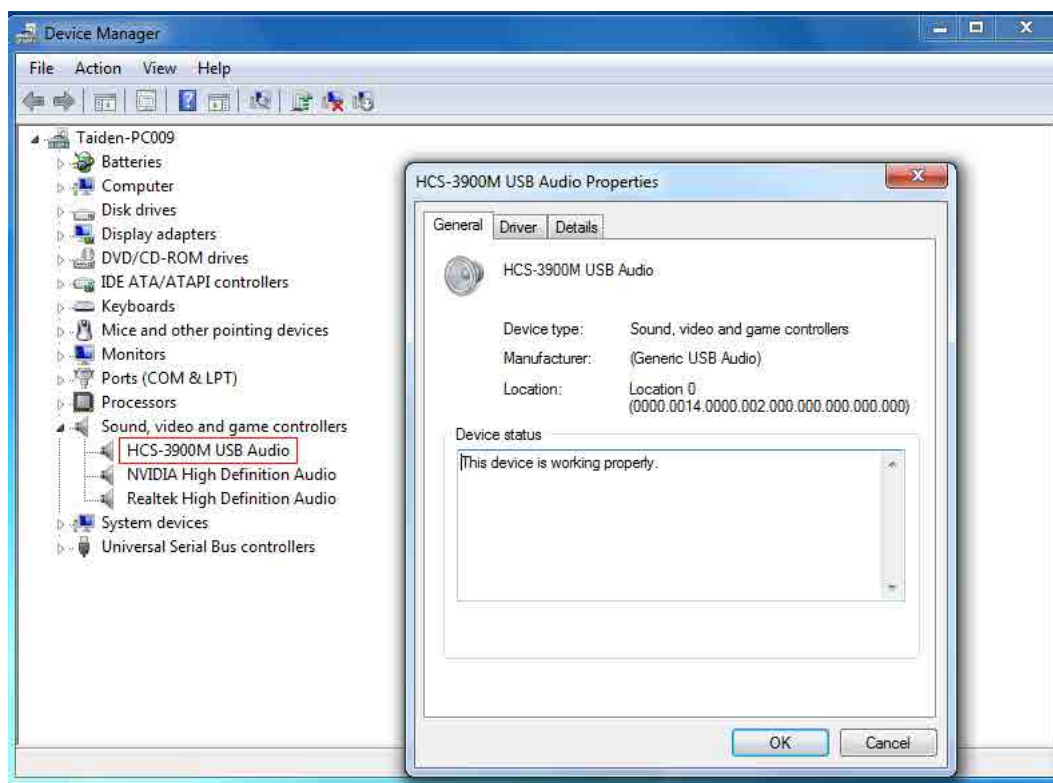 Device Manager
File Action View Help
Taiden-PC009
Batteries
Computer
Disk drives
Display adapters
DVD/CD-ROM drives
IDE ATA/ATAPI controllers
Keyboards
Mice and other pointing devices
Monitors
Ports (COM & LPT)
Processors
Sound, video and game controllers
HCS-3900M USB Audio
NVIDIA High Definition Audio
Realtek High Definition Audio
System devices
Universal Serial Bus controllers
HCS-3900M USB Audio Properties
General Driver Details
HCS-3900M USB Audio
Device type: Sound, video and game controllers
Manufacturer: (Generic USB Audio)
Location: Location 0
(0000.0014.0000.002.000.000.000.000.000)
Device status
This device is working properly.
OK Cancel